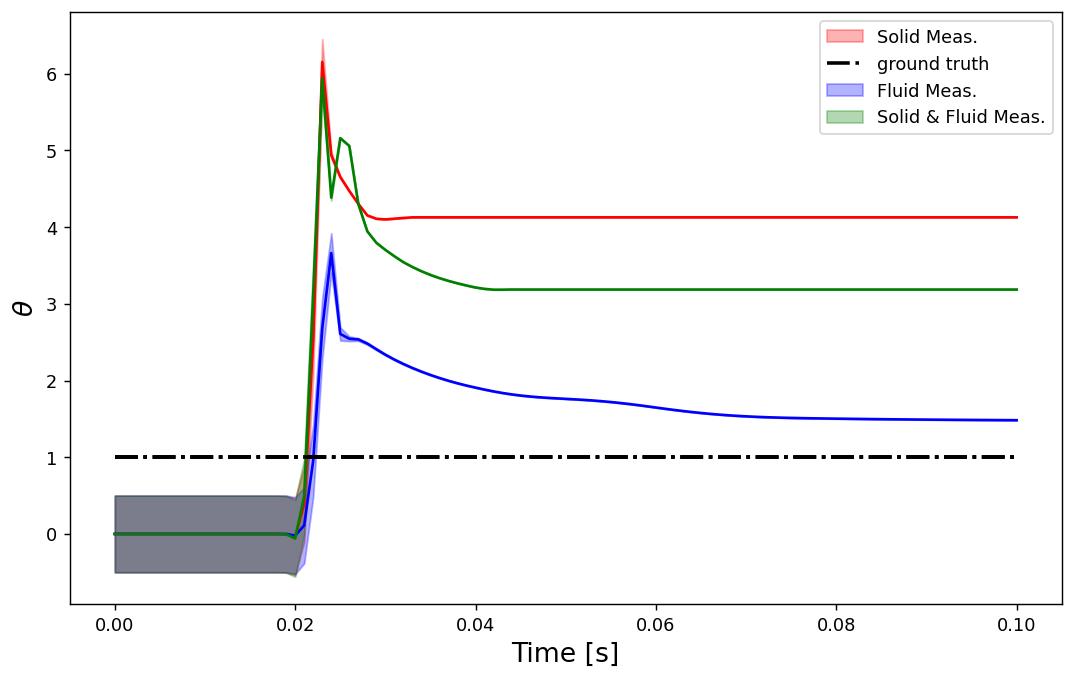 Solid Meas.
ground truth
Fluid Meas.
Solid & Fluid Meas.
θ
6
5
4
3
2
1
0
0.00 0.02 0.04 0.06 0.08 0.10
Time [s]